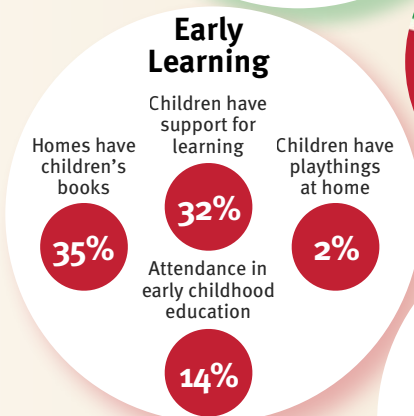 Early
Learning
Children have
support for
learning
32%
Homes have
children's
books
35%
Children have
playthings
at home
2%
Attendance in
early childhood
education
14%